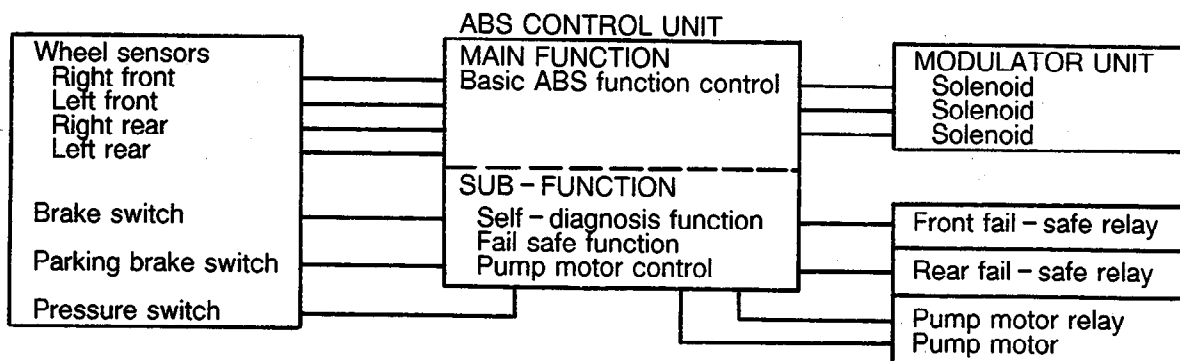 ABS CONTROL UNIT
Wheel sensors
Right front
Left front
Right rear
Left rear
Brake switch
Parking brake switch
Pressure switch
MAIN FUNCTION
Basic ABS function control
SUB-FUNCTION
Self-diagnosis function
Fail safe function
Pump motor control
MODULATOR UNIT
Solenoid
Solenoid
Solenoid
Front fail-safe relay
Rear fail-safe relay
Pump motor relay
Pump motor